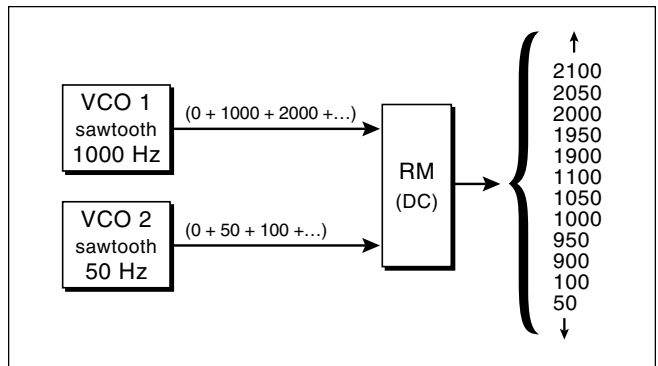 VCO 1
sawtooth
1000 Hz
(0 + 1000 + 2000 +...)
VCO 2
sawtooth
50 Hz
(0 + 50 + 100 +...)
RM
(DC)
2100
2050
2000
1950
1900
1100
1050
1000
950
900
100
50